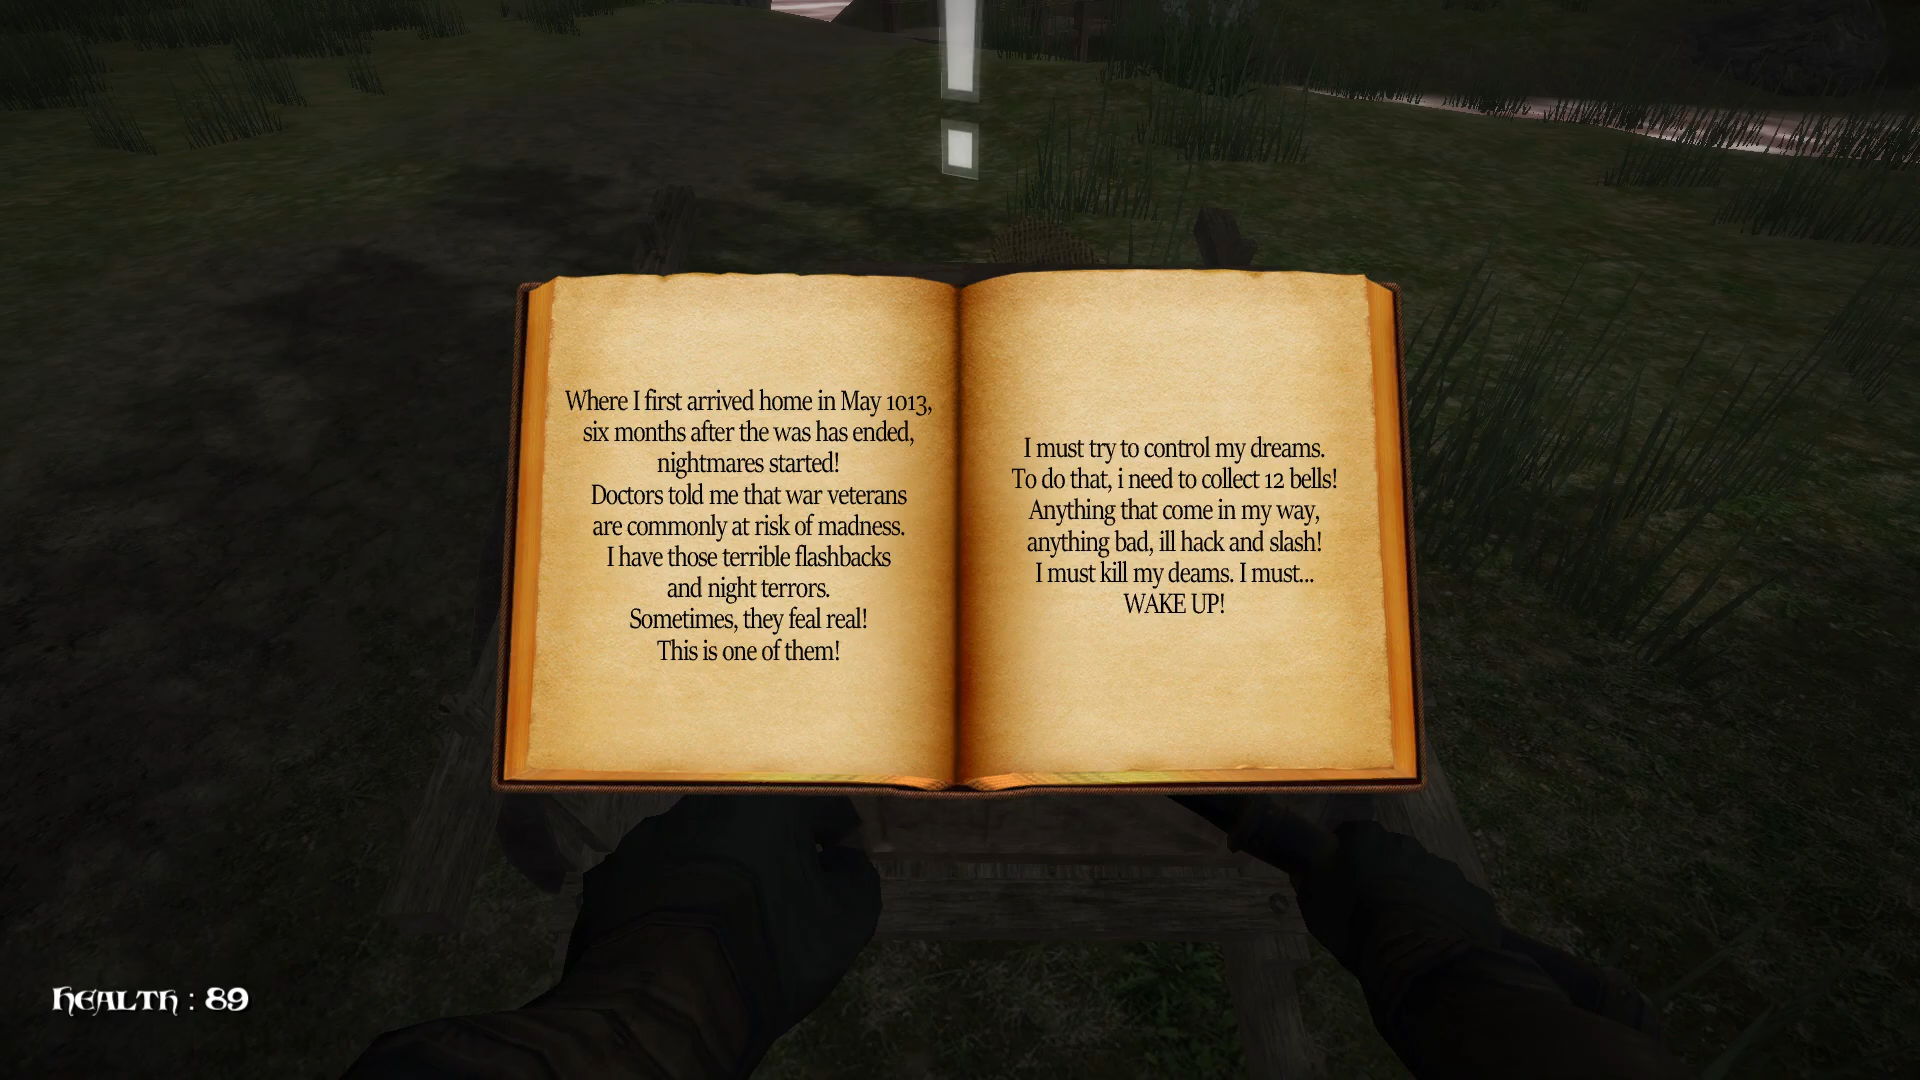 Where I first arrived home in May 1013,
six months after the was has ended,
nightmares started!
Doctors told me that war veterans
are commonly at risk of madness.
I have those terrible flashbacks
and night terrors.
Sometimes, they feal real!
This is one of them!
I must try to control my dreams.
To do that, i need to collect 12 bells!
Anything that come in my way,
anything bad, ill hack and slash!
I must kill my deams. I must...
WAKE UP!
Health : 89